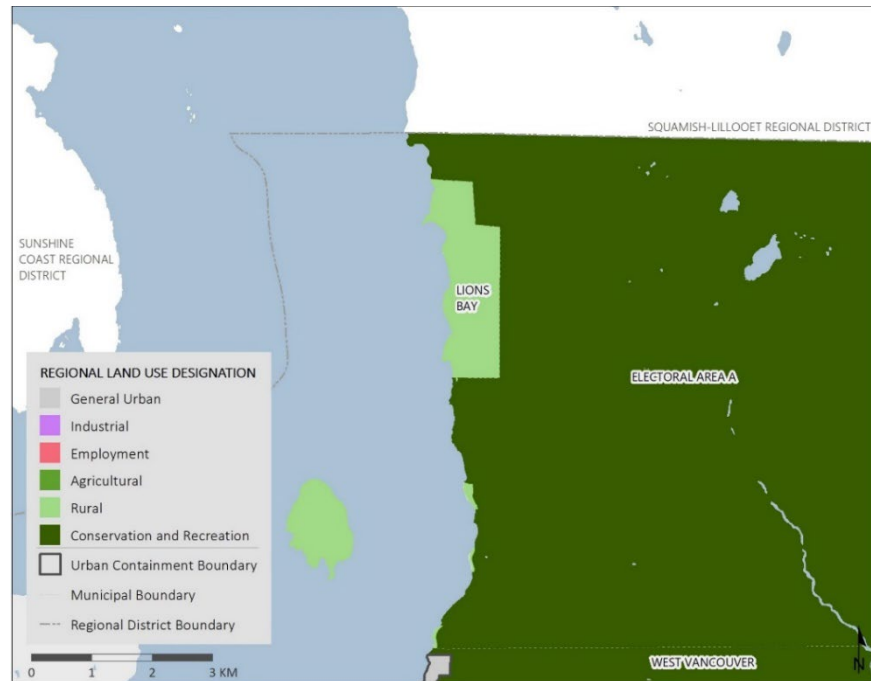 SQUAMISH-LILLOOET REGIONAL DISTRICT
SUNSHINE
COAST REGIONAL
DISTRICT
LIONS
BAY
ELECTORAL AREA A
REGIONAL LAND USE DESIGNATION
General Urban
Industrial
Employment
Agricultural
Rural
Conservation and Recreation
Urban Containment Boundary
Municipal Boundary
Regional District Boundary
0 1 2 3 KM
WEST VANCOUVER
N